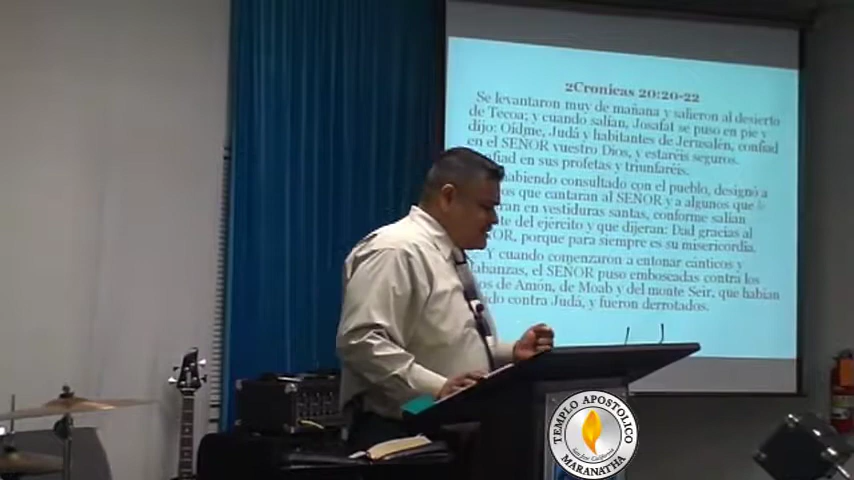 2Cronicas 20:20-22
Se levantaron muy de mañana y salieron al desierto
de Tecoa; y cuando salían, Josafat se puso en pie y
dijo: Oídme, Judá y habitantes de Jerusalén, confiad
en el SEÑOR vuestro Dios, y estaréis seguros.
en sus profetas y triunfaréis.
habiendo consultado con el pueblo, designó a
que cantaran al SEÑOR y a algunos que le
en vestiduras santas, conforme salían
del ejército y que dijeran: Dad gracias al
porque para siempre es su misericordia.
Y cuando comenzaron a entonar cánticos y
el SEÑOR puso emboscadas contra los
de Amón, de Moab y del monte Seir, que habían
contra Judá, y fueron derrotados.
TEMPLO APOSTOLICO
San José California
MARANATHA